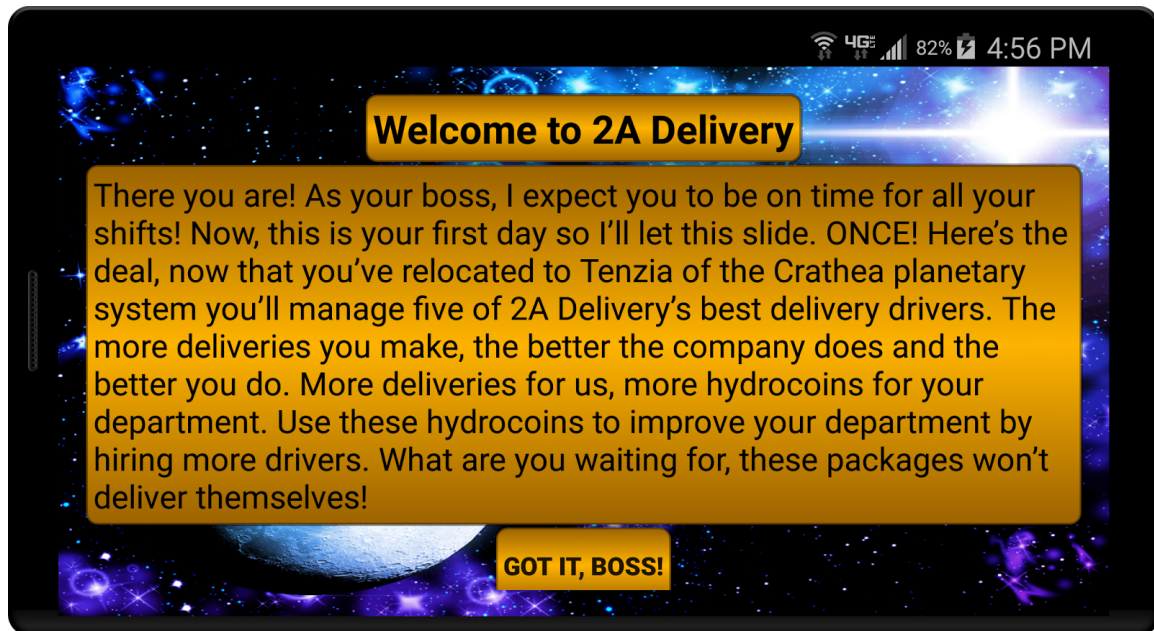 4G LTE 82% 4:56 PM
Welcome to 2A Delivery
There you are! As your boss, I expect you to be on time for all your
shifts! Now, this is your first day so I’ll let this slide. ONCE! Here’s the
deal, now that you’ve relocated to Tenzia of the Crathea planetary
system you’ll manage five of 2A Delivery’s best delivery drivers. The
more deliveries you make, the better the company does and the
better you do. More deliveries for us, more hydrocoins for your
department. Use these hydrocoins to improve your department by
hiring more drivers. What are you waiting for, these packages won’t
deliver themselves!
GOT IT, BOSS!